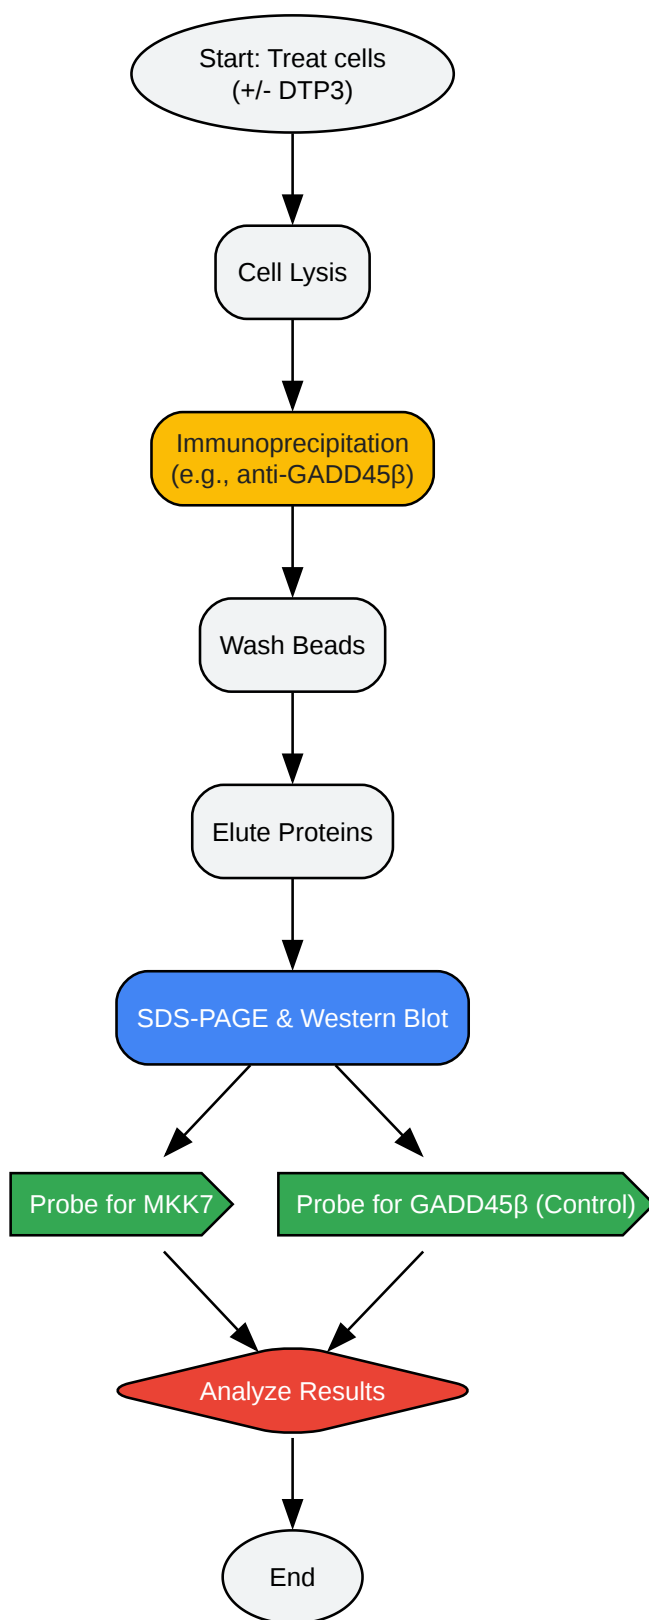 Start: Treat cells
(+/- DTP3)
Cell Lysis
Immunoprecipitation
(e.g., anti-GADD45β)
Wash Beads
Elute Proteins
SDS-PAGE & Western Blot
Probe for MKK7
Probe for GADD45β (Control)
Analyze Results
End